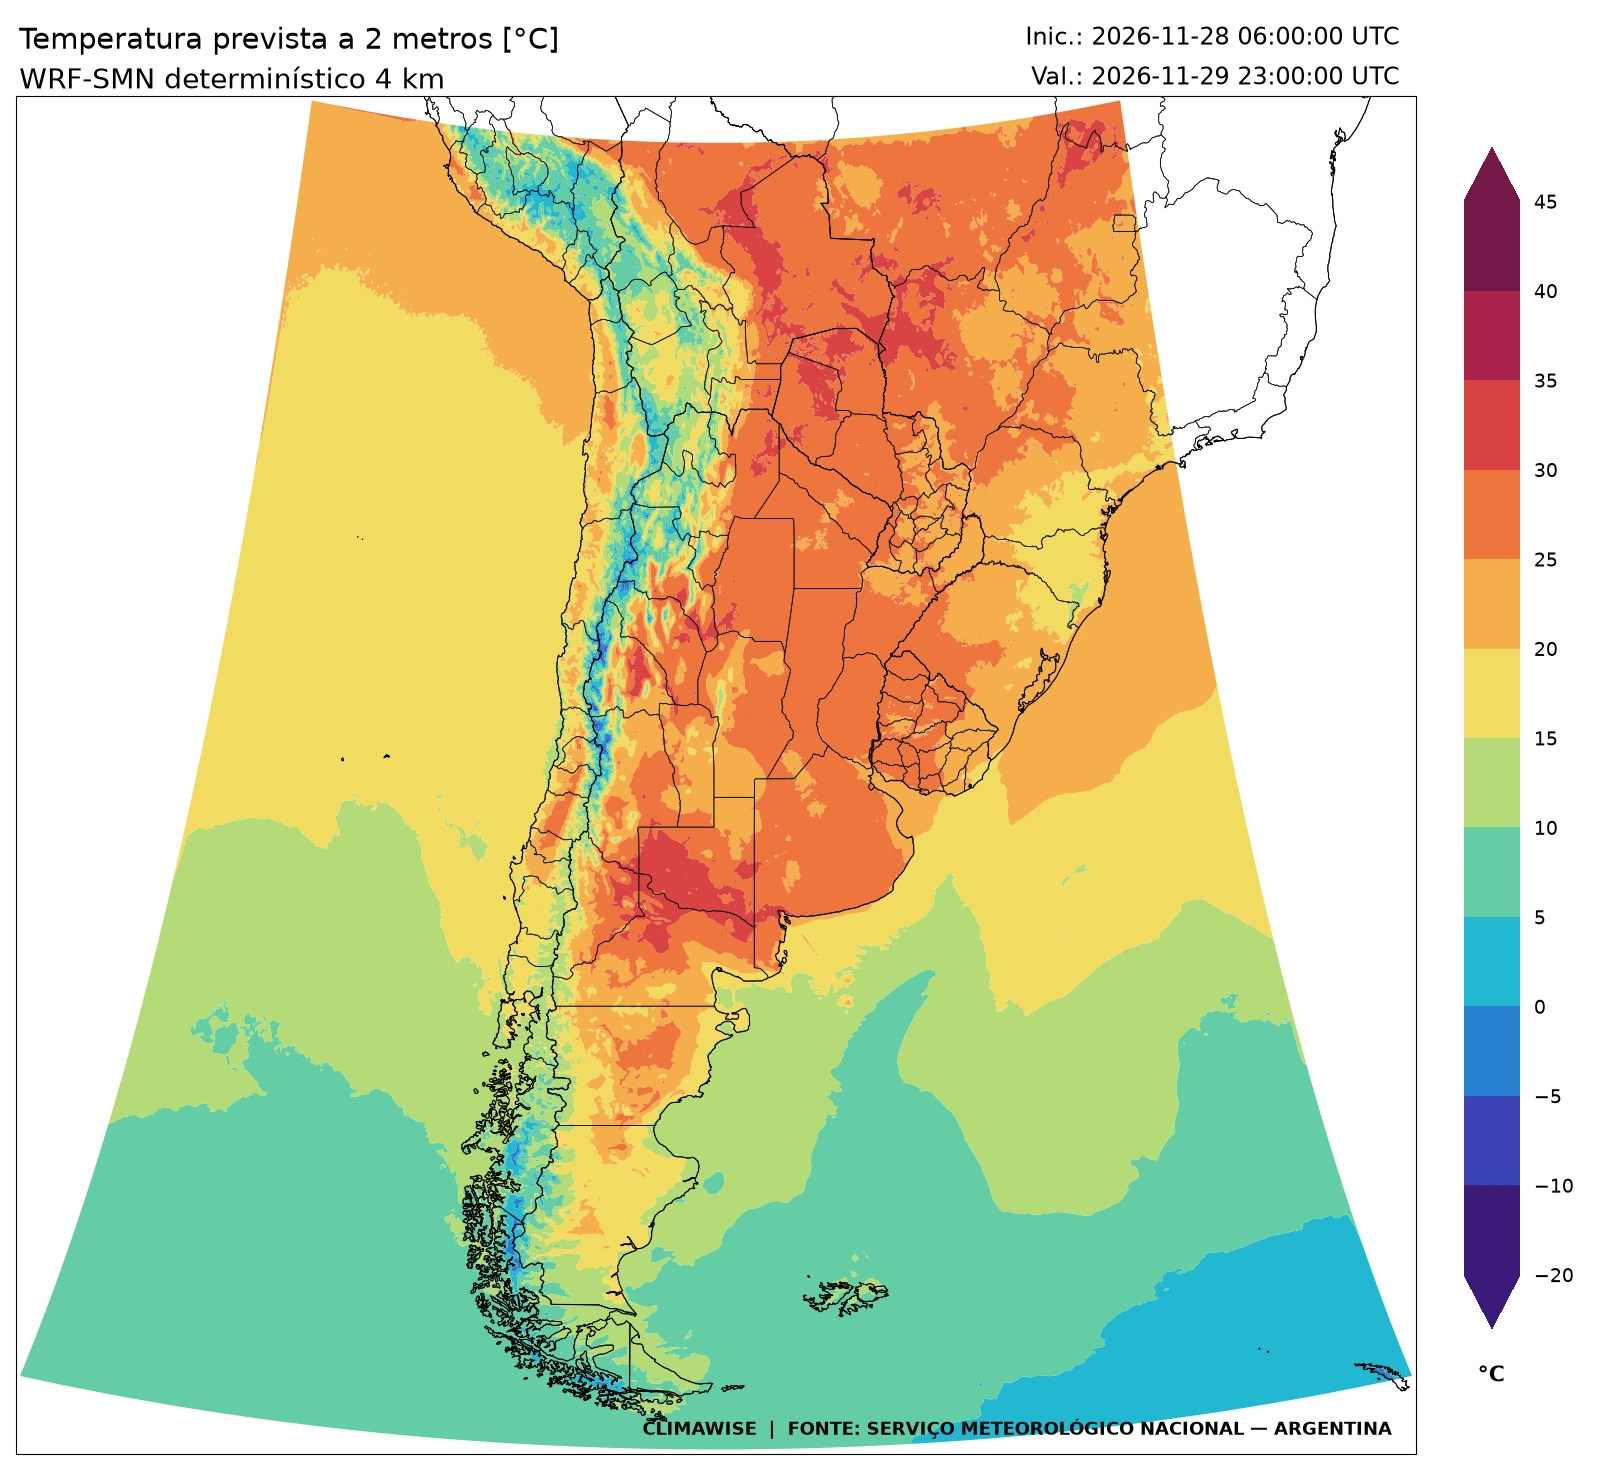 Temperatura prevista a 2 metros [°C]
WRF-SMN determinístico 4 km
Inic.: 2026-11-28 06:00:00 UTC
Val.: 2026-11-29 23:00:00 UTC
45
40
35
30
25
20
15
10
5
0
−5
−10
−20
°C
CLIMAWISE | FONTE: SERVIÇO METEOROLÓGICO NACIONAL — ARGENTINA